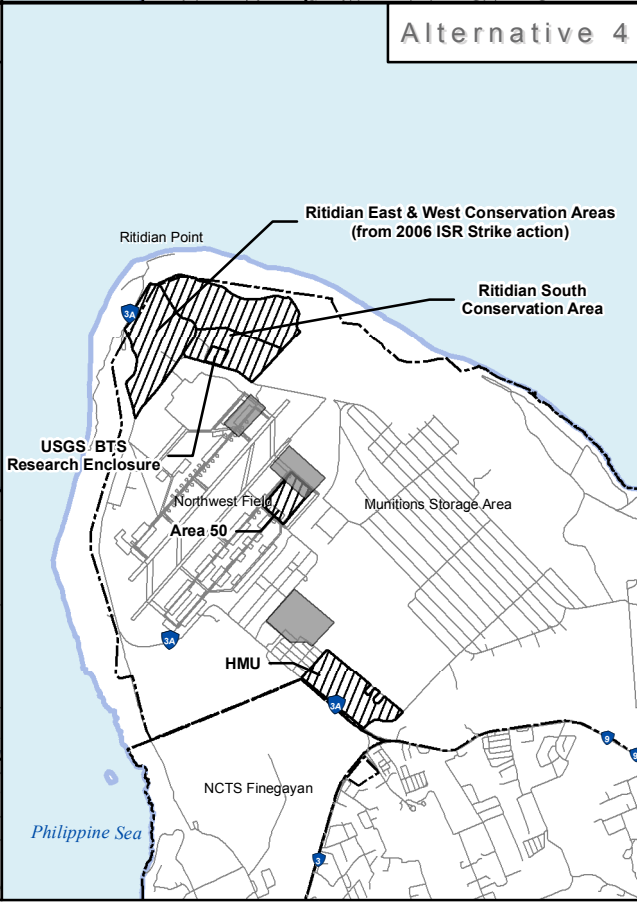 Alternative 4
Ritidian East & West Conservation Areas
(from 2006 ISR Strike action)
Ritidian Point
Ritidian South
Conservation Area
3A
USGS BTS
Research Enclosure
Northwest Field
Munitions Storage Area
Area 50
3A
HMU
3A
9
9
NCTS Finegayan
Philippine Sea
3